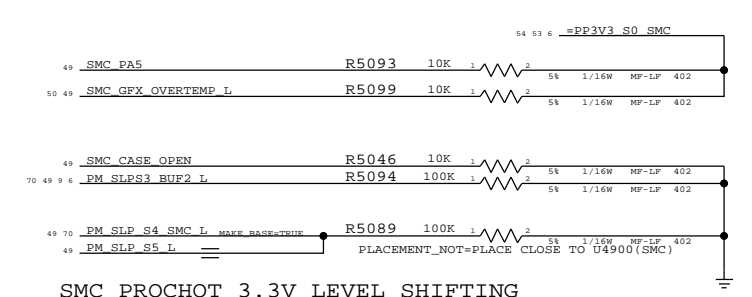 54 53 6 =PP3V3_S0_SMC
49 SMC_PA5 R5093 10K 1 2
5% 1/16W MF-LF 402
50 49 SMC_GFX_OVERTEMP_L R5099 10K 1 2
5% 1/16W MF-LF 402
49 SMC_CASE_OPEN R5046 10K 1 2
5% 1/16W MF-LF 402
70 49 9 6 PM_SLPS3_BUF2_L R5094 100K 1 2
5% 1/16W MF-LF 402
49 70 PM_SLP_S4_SMC_L MAKE_BASE=TRUE R5089 100K 1 2
5% 1/16W MF-LF 402
49 PM_SLP_S5_L PLACEMENT_NOT=PLACE CLOSE TO U4900(SMC)
SMC PROCHOT 3.3V LEVEL SHIFTING